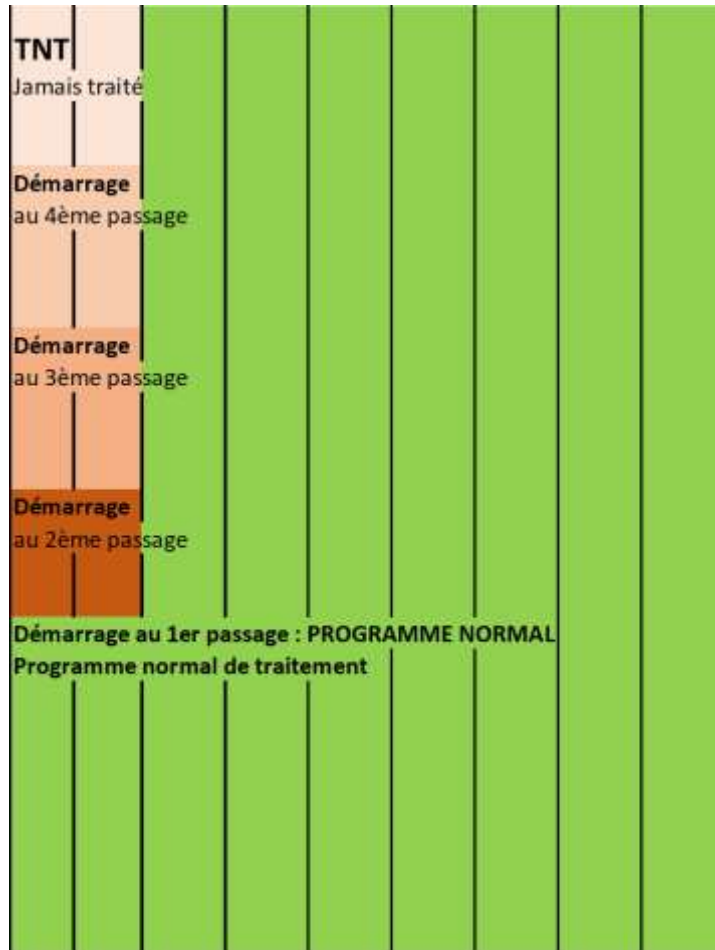 TNT
Jamais traité
Démarrage
au 4ème passage
Démarrage
au 3ème passage
Démarrage
au 2ème passage
Démarrage au 1er passage : PROGRAMME NORMAL
Programme normal de traitement